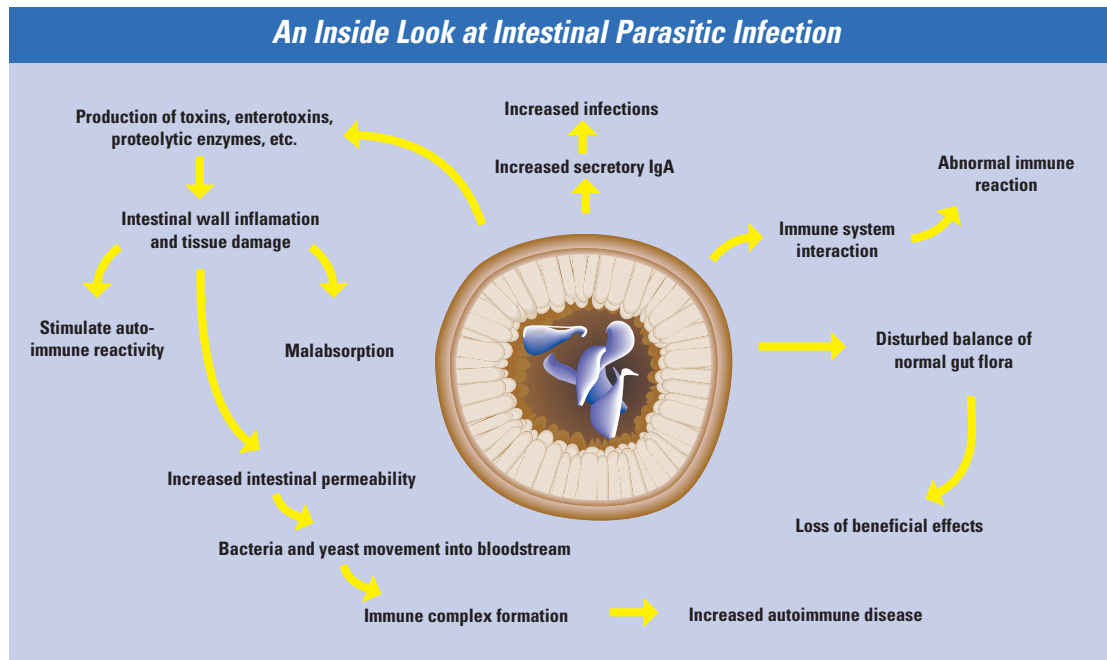 An Inside Look at Intestinal Parasitic Infection
Production of toxins, enterotoxins,
proteolytic enzymes, etc.
Intestinal wall inflamation
and tissue damage
Stimulate auto-
immune reactivity
Malabsorption
Increased intestinal permeability
Bacteria and yeast movement into bloodstream
Immune complex formation
Increased autoimmune disease
Increased infections
Increased secretory IgA
Immune system
interaction
Abnormal immune
reaction
Disturbed balance of
normal gut flora
Loss of beneficial effects